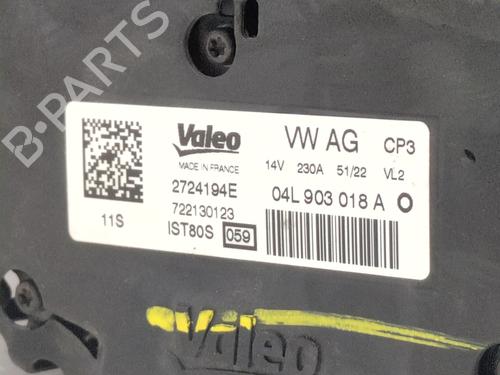 B-PARTS
Valeo
MADE IN FRANCE
2724194E
722130123
IST80S 059
11S
VW AG CP3
14V 230A 51/22 VL2
04L 903 018 A O
Valeo